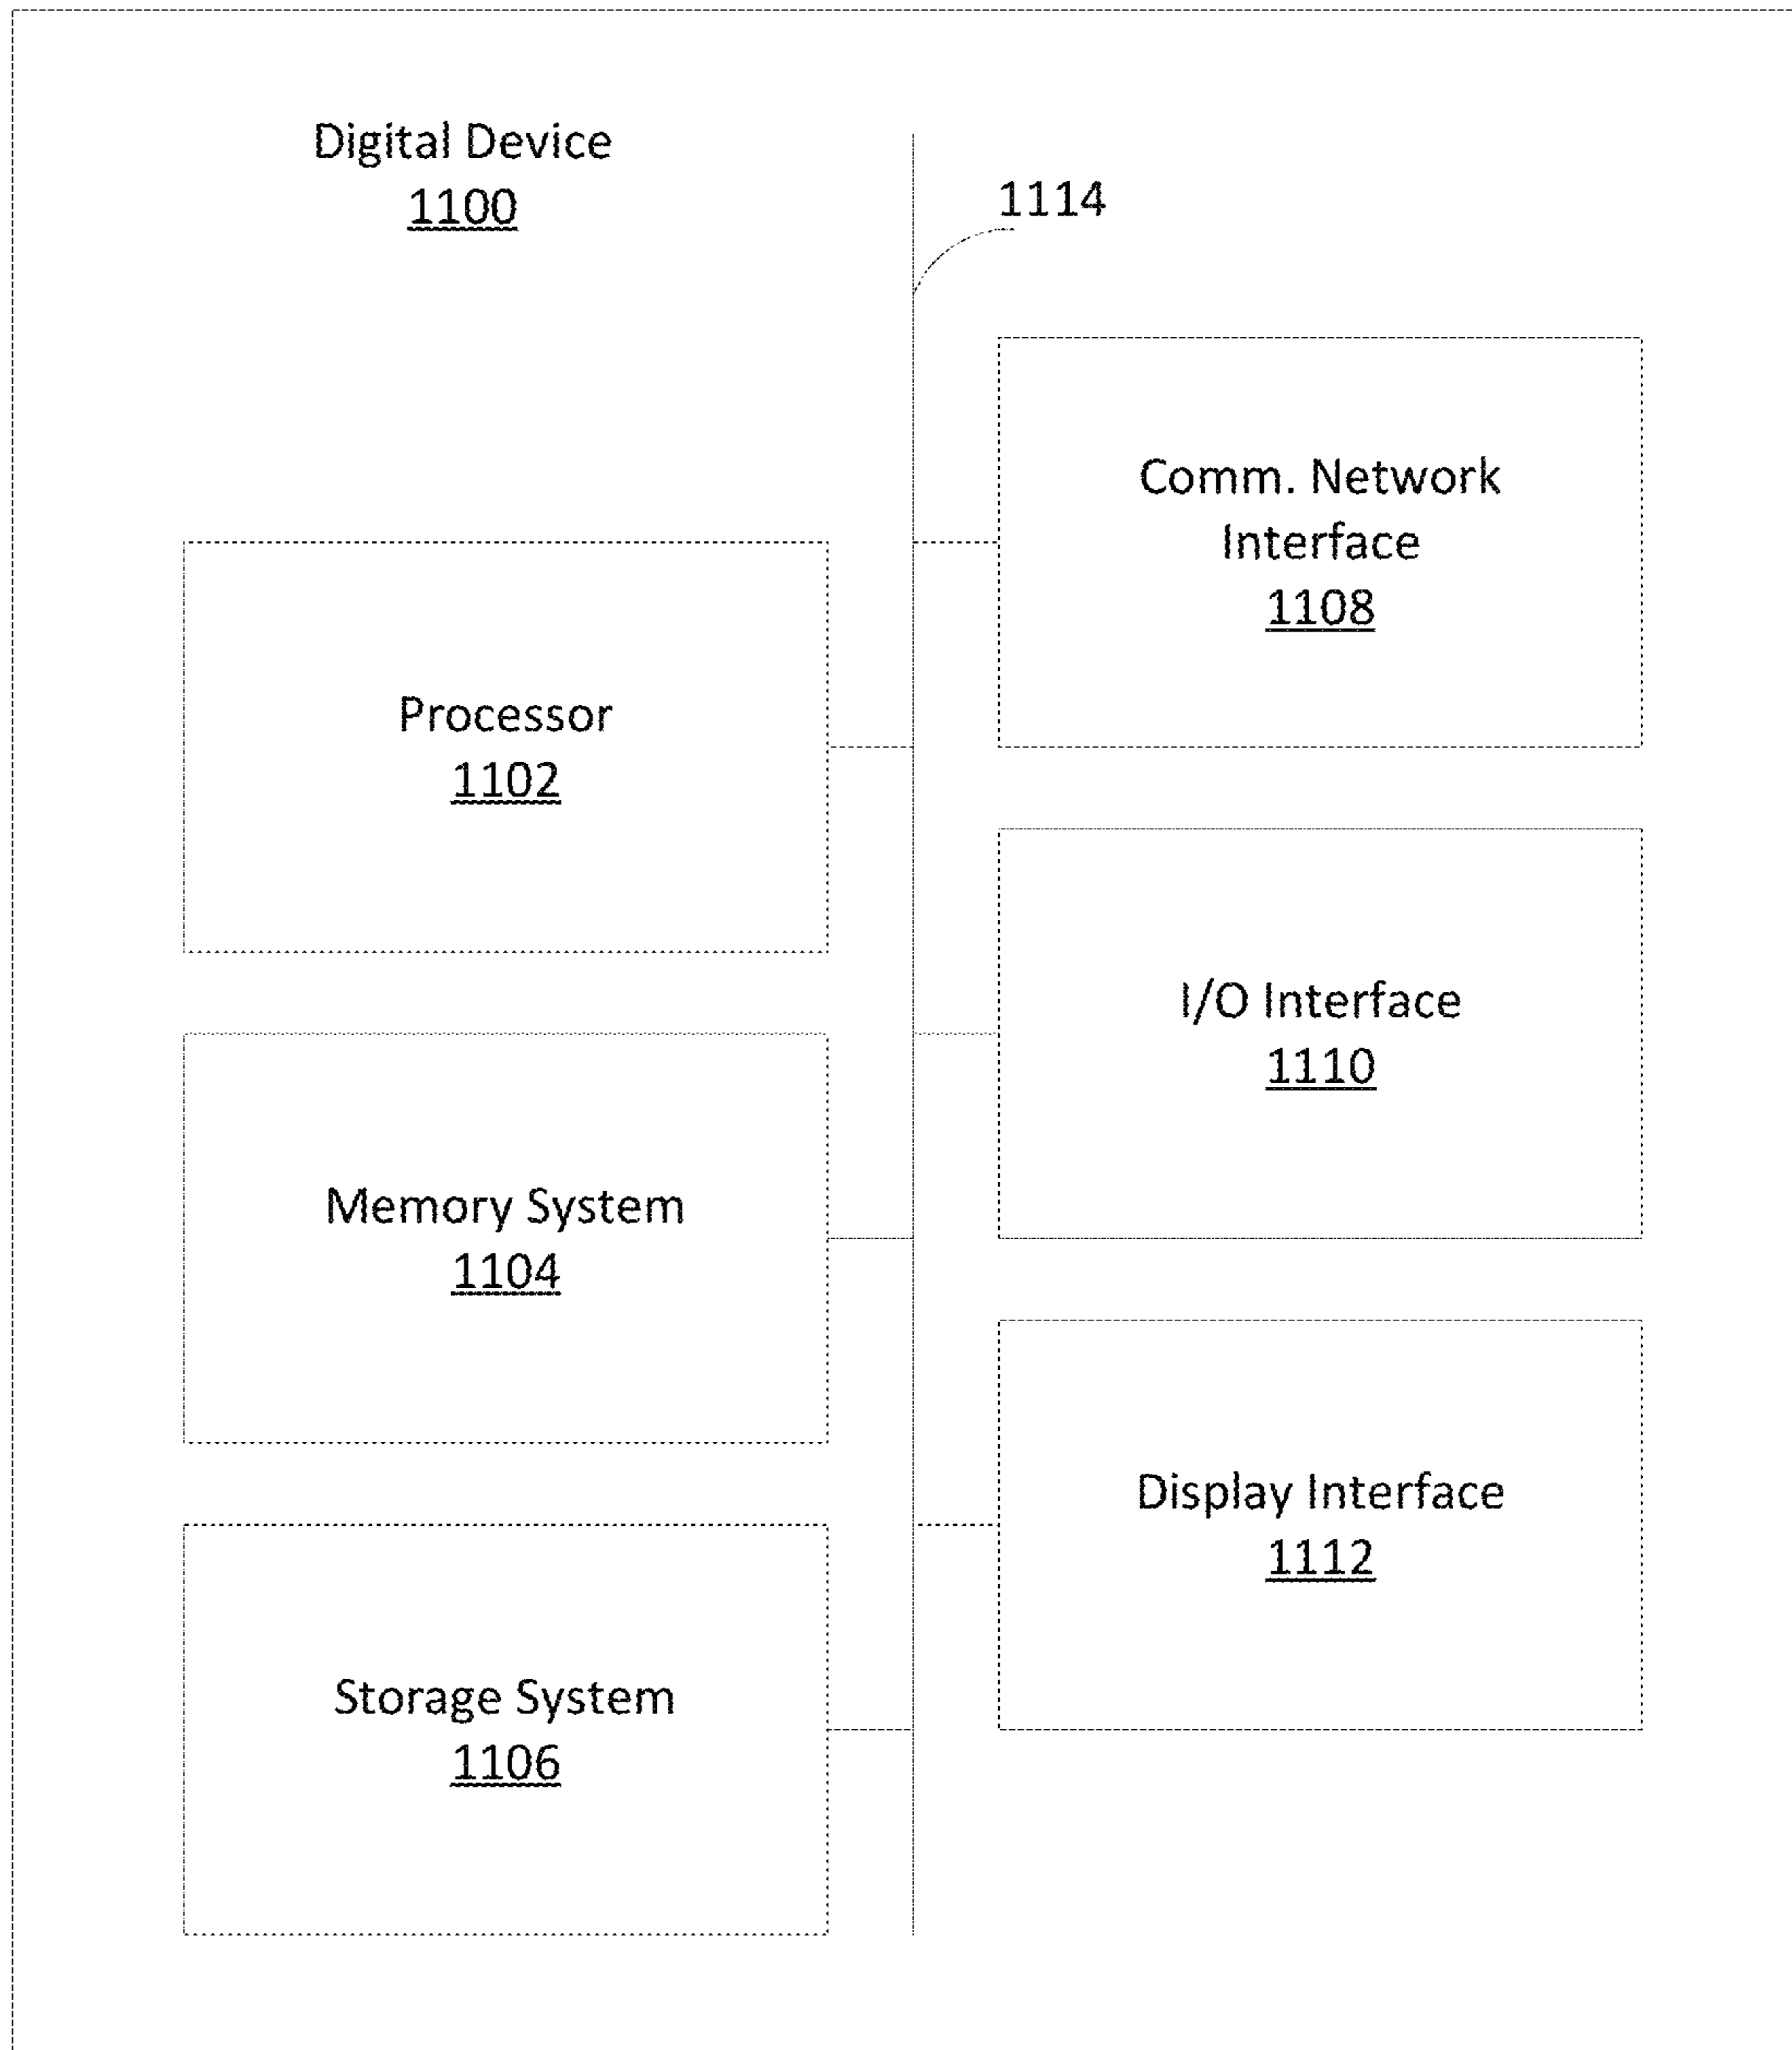 Digital Device
1100
1114
Comm. Network
Interface
1108
Processor
1102
I/O Interface
1110
Memory System
1104
Display Interface
1112
Storage System
1106